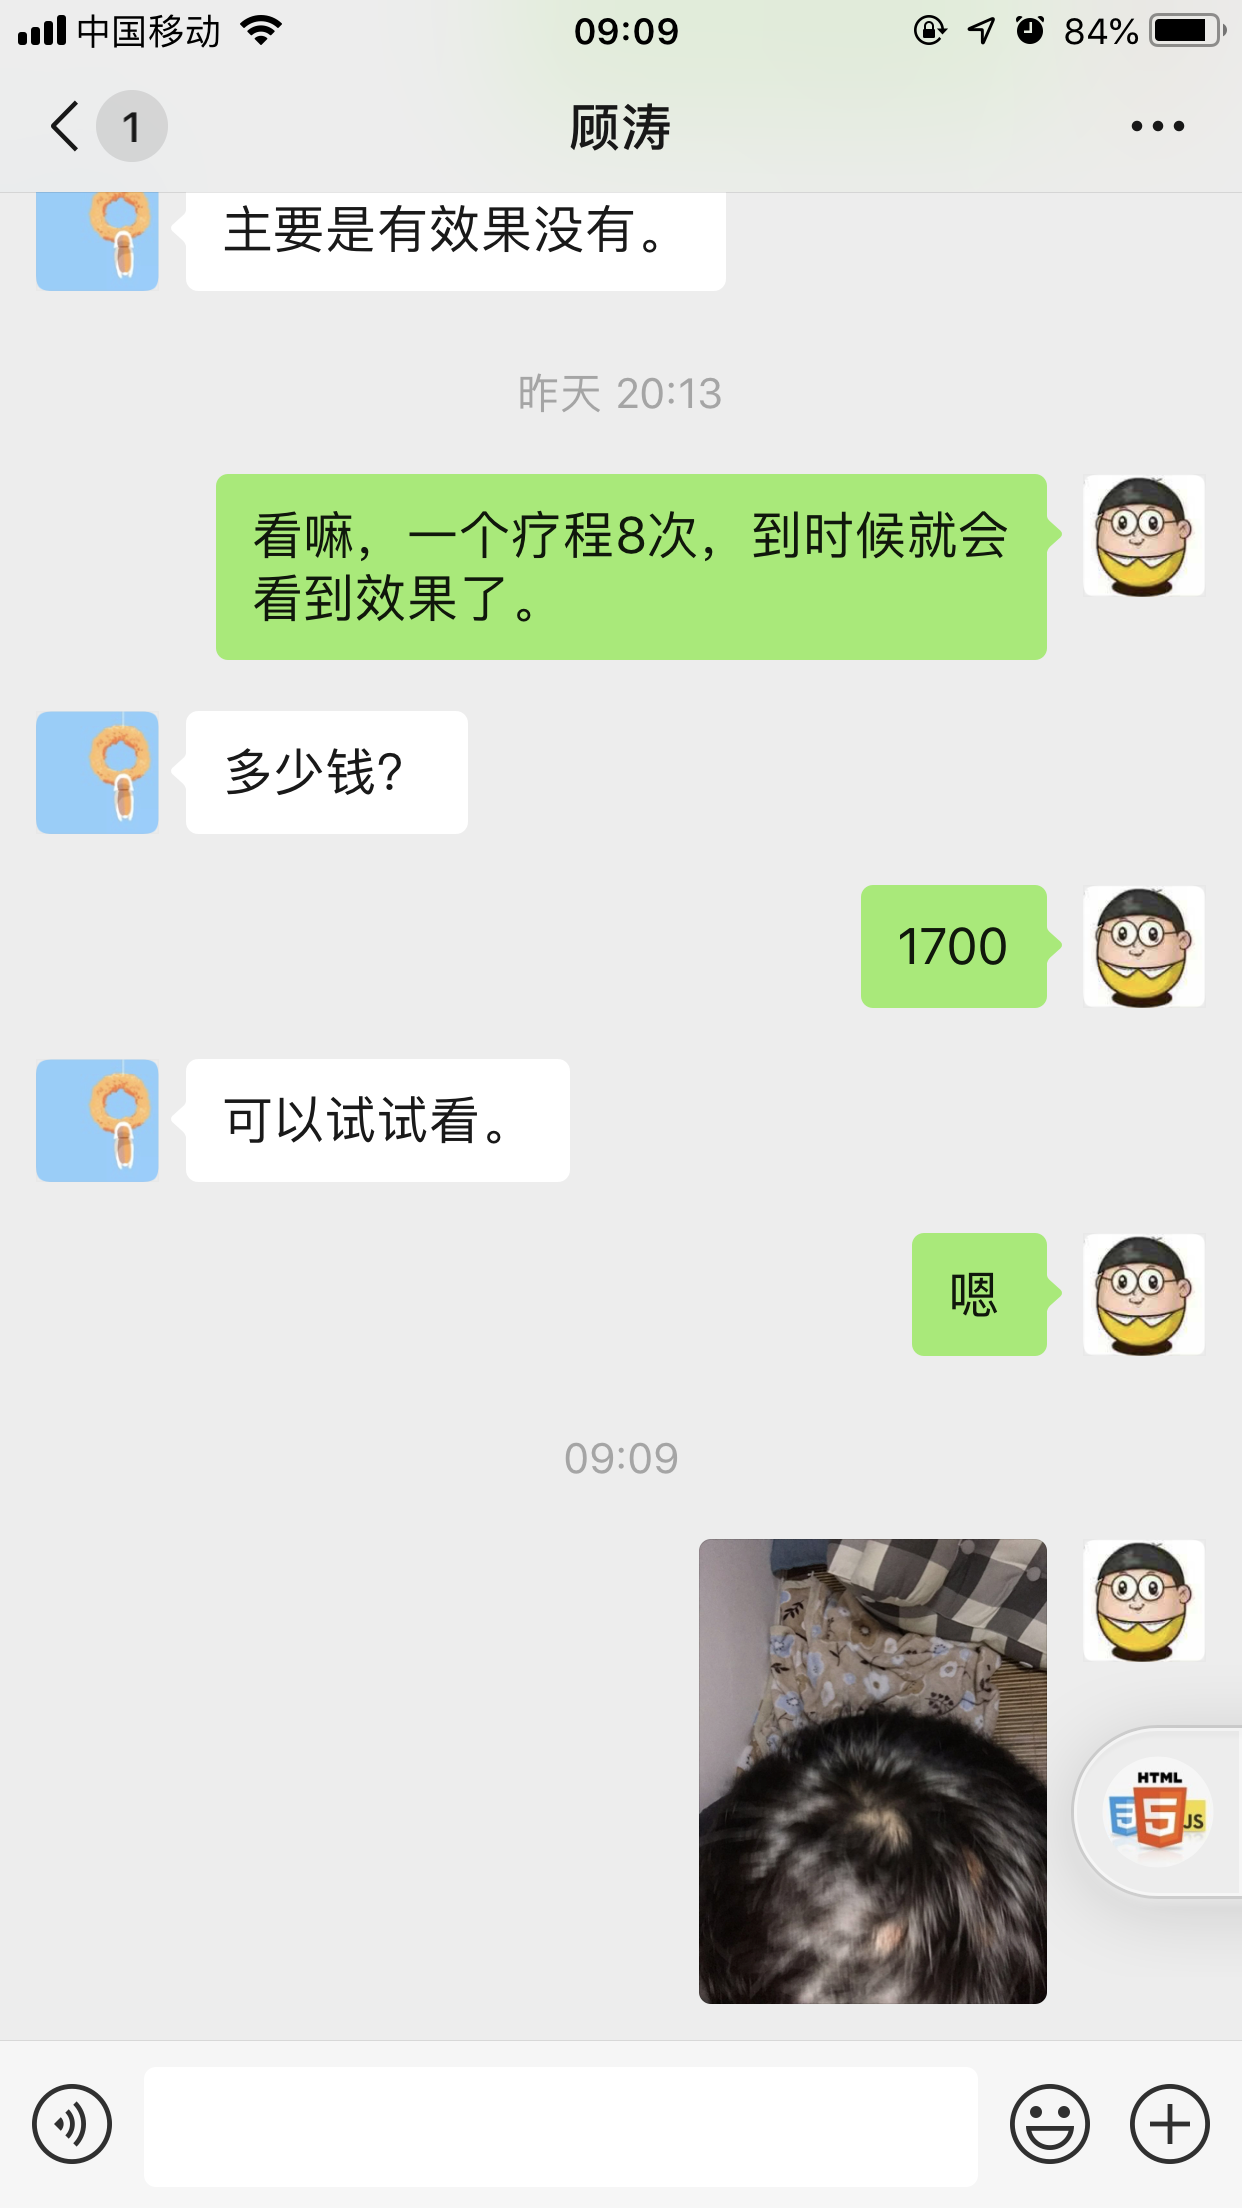 中国移动
09:09
84%
1
顾涛
主要是有效果没有。
昨天 20:13
看嘛，一个疗程8次，到时候就会
看到效果了。
多少钱?
1700
可以试试看。
嗯
09:09
HTML
3
5
JS